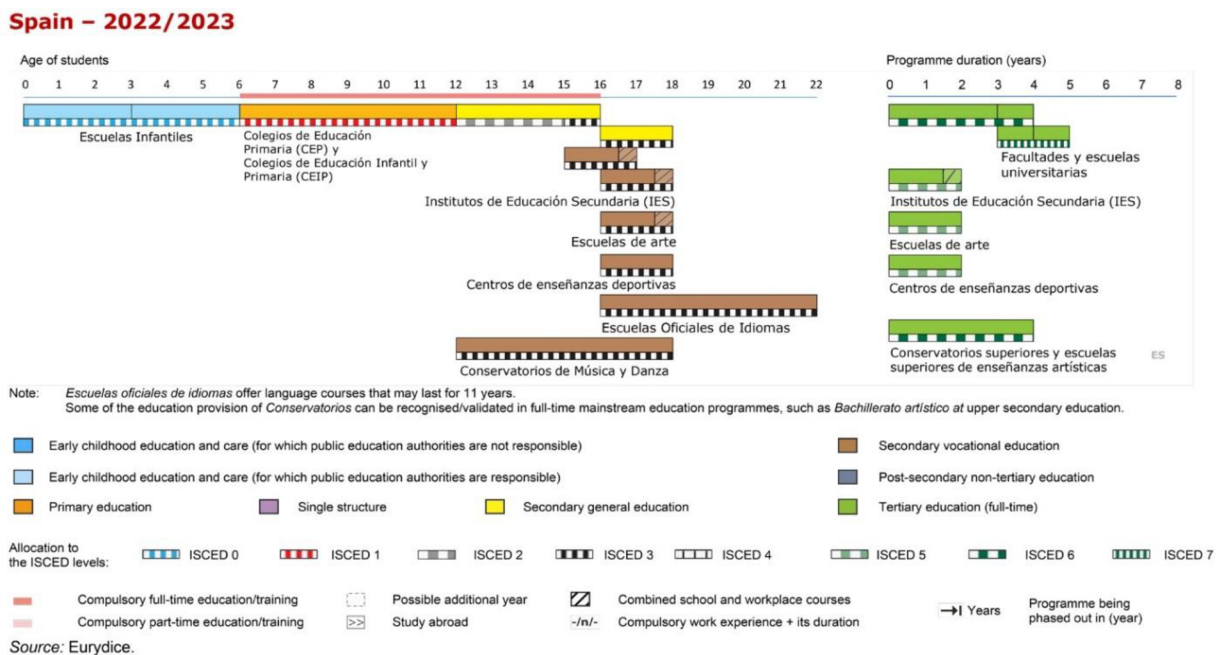 Spain – 2022/2023
Age of students
Programme duration (years)
0 1 2 3 4 5 6 7 8 9 10 11 12 13 14 15 16 17 18 19 20 21 22
0 1 2 3 4 5 6 7 8
Escuelas Infantiles
Colegios de Educación
Primaria (CEP) y
Colegios de Educación Infantil y
Primaria (CEIP)
Institutos de Educación Secundaria (IES)
Escuelas de arte
Centros de enseñanzas deportivas
Escuelas Oficiales de Idiomas
Conservatorios de Música y Danza
Facultades y escuelas
universitarias
Institutos de Educación Secundaria (IES)
Escuelas de arte
Centros de enseñanzas deportivas
Conservatorios superiores y escuelas
superiores de enseñanzas artísticas
ES
Note: Escuelas oficiales de idiomas offer language courses that may last for 11 years.
Some of the education provision of Conservatorios can be recognised/validated in full-time mainstream education programmes, such as Bachillerato artístico at upper secondary education.
Early childhood education and care (for which public education authorities are not responsible)
Secondary vocational education
Early childhood education and care (for which public education authorities are responsible)
Post-secondary non-tertiary education
Primary education
Single structure
Secondary general education
Tertiary education (full-time)
Allocation to
the ISCED levels:
ISCED 0
ISCED 1
ISCED 2
ISCED 3
ISCED 4
ISCED 5
ISCED 6
ISCED 7
Compulsory full-time education/training
Possible additional year
Combined school and workplace courses
Years
Programme being
phased out in (year)
Compulsory part-time education/training
>>
Study abroad
-/n/-
Compulsory work experience + its duration
Source: Eurydice.